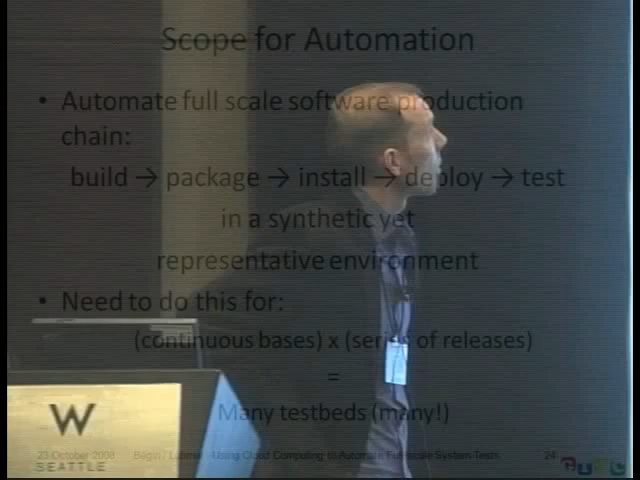 Scope for Automation
• Automate full scale software production
chain:
build → package → install → deploy → test
in a synthetic yet
representative environment
• Need to do this for:
(continuous bases) x (series of releases)
=
Many testbeds (many!)
W
SEATTLE
23 October 2008 Bégin / Lubmir - Using Cloud Computing to Automate Full-scale System Tests 24